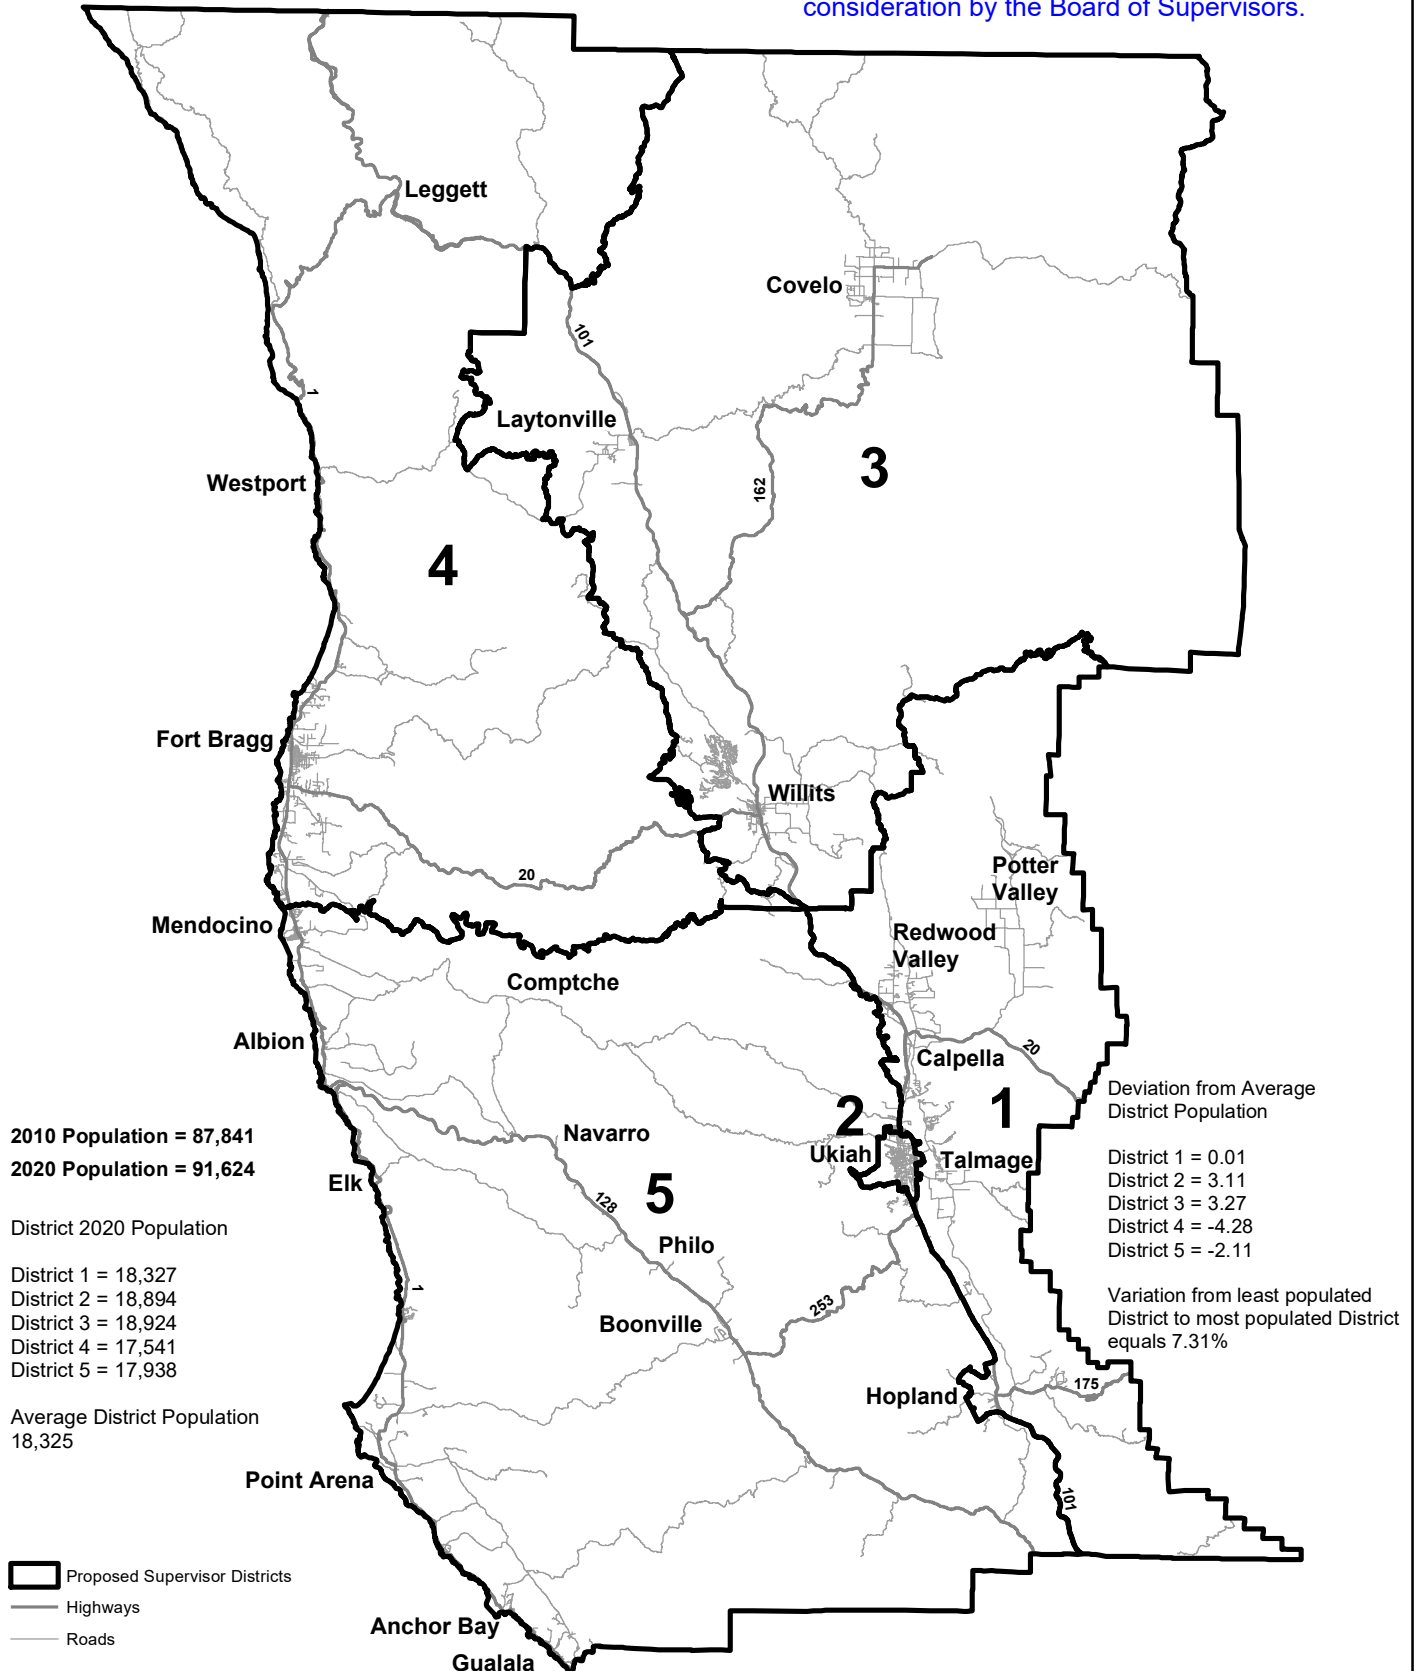 consideration by the Board of Supervisors.
Leggett
Covelo
101
1
Laytonville
3
Westport
162
4
Fort Bragg
Willits
20
Potter
Valley
Mendocino
Redwood
Valley
Comptche
Albion
20
Calpella
2
1
Deviation from Average
District Population
2010 Population = 87,841
Navarro
Ukiah
Talmage
District 1 = 0.01
District 2 = 3.11
District 3 = 3.27
District 4 = -4.28
District 5 = -2.11
2020 Population = 91,624
Elk
128
5
District 2020 Population
Philo
District 1 = 18,327
District 2 = 18,894
District 3 = 18,924
District 4 = 17,541
District 5 = 17,938
1
253
Boonville
Variation from least populated
District to most populated District
equals 7.31%
175
Hopland
Average District Population
18,325
Point Arena
101
Proposed Supervisor Districts
Highways
Roads
Anchor Bay
Gualala